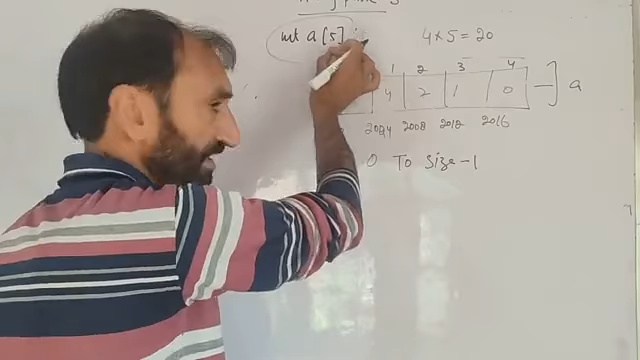 int a[5] ; 4 × 5 = 20
1 2 3 4
4 2 1 0 a
2004 2008 2012 2016
0 To Size-1